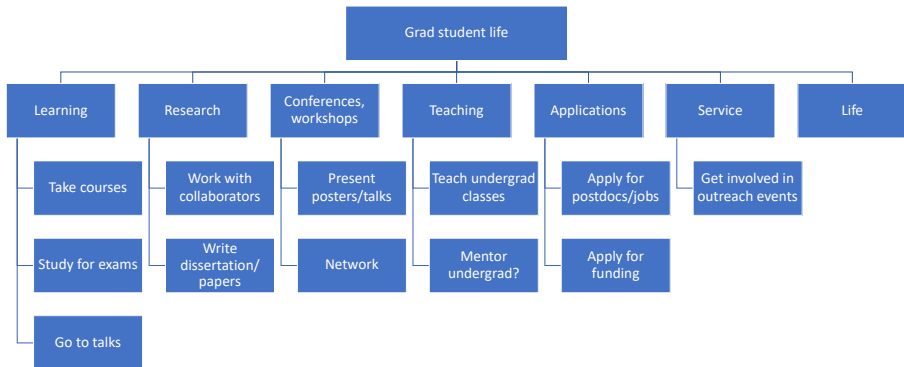 Grad student life
Learning
Research
Conferences,
workshops
Teaching
Applications
Service
Life
Take courses
Work with
collaborators
Present
posters/talks
Teach undergrad
classes
Apply for
postdocs/jobs
Get involved in
outreach events
Study for exams
Write
dissertation/
papers
Network
Mentor
undergrad?
Apply for
funding
Go to talks